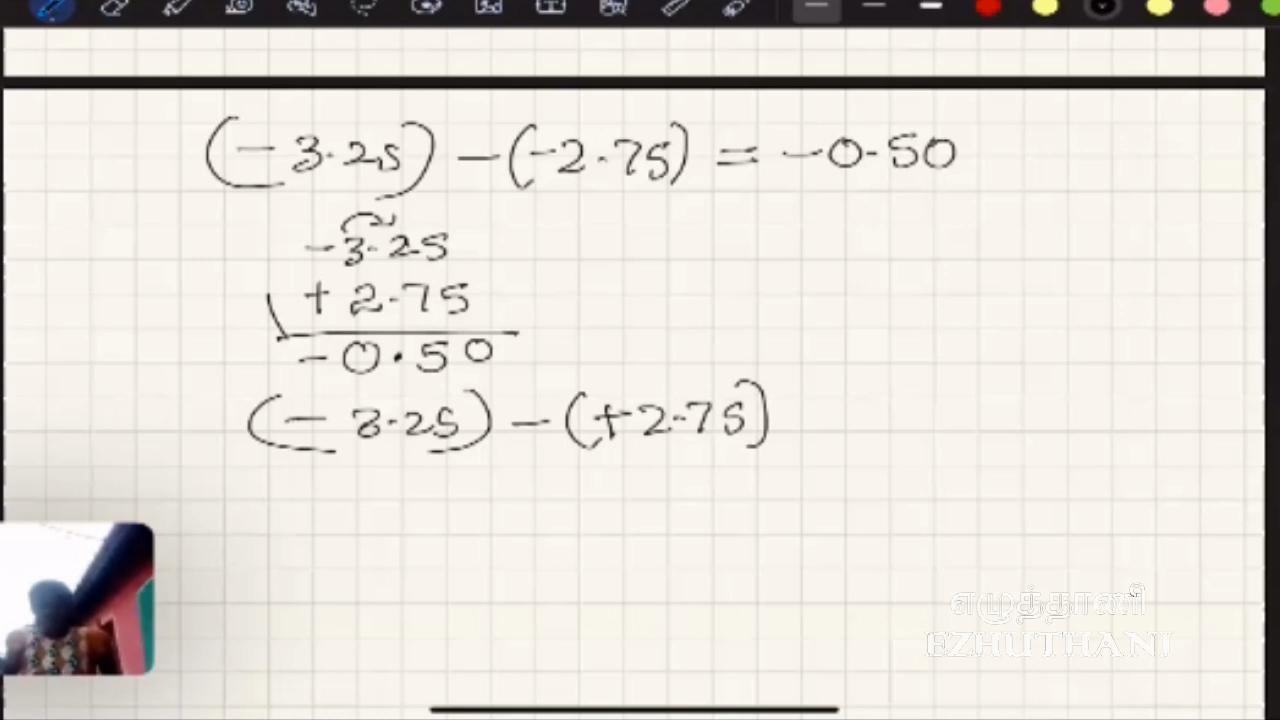 (-3.25) -(-2.75) = -0.50
-3.25
+ 2.75
-0.50
(-3.25) -(+2.75)
எழுத்தாணி
EZHUTHANI